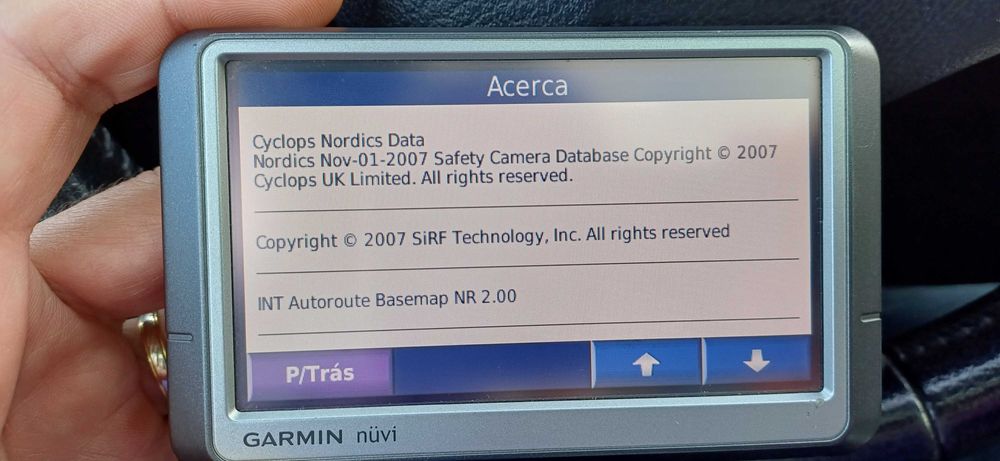 Acerca
Cyclops Nordics Data
Nordics Nov-01-2007 Safety Camera Database Copyright © 2007
Cyclops UK Limited. All rights reserved.
Copyright © 2007 SiRF Technology, Inc. All rights reserved
INT Autoroute Basemap NR 2.00
P/Trás
GARMIN nüvi